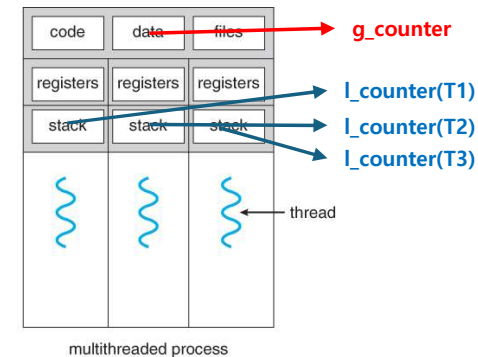 code data files
g_counter
registers registers registers
l_counter(T1)
stack stack stack
l_counter(T2)
l_counter(T3)
thread
multithreaded process